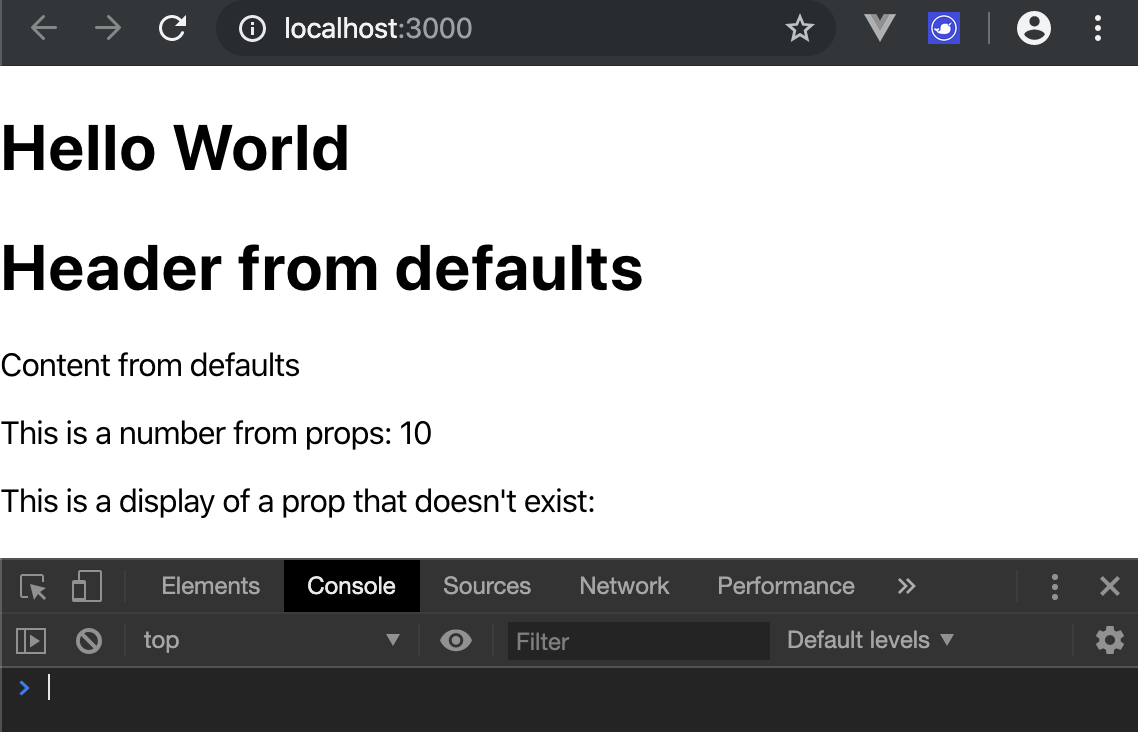 localhost:3000
Hello World
Header from defaults
Content from defaults
This is a number from props: 10
This is a display of a prop that doesn't exist:
Elements Console Sources Network Performance »
top Filter Default levels